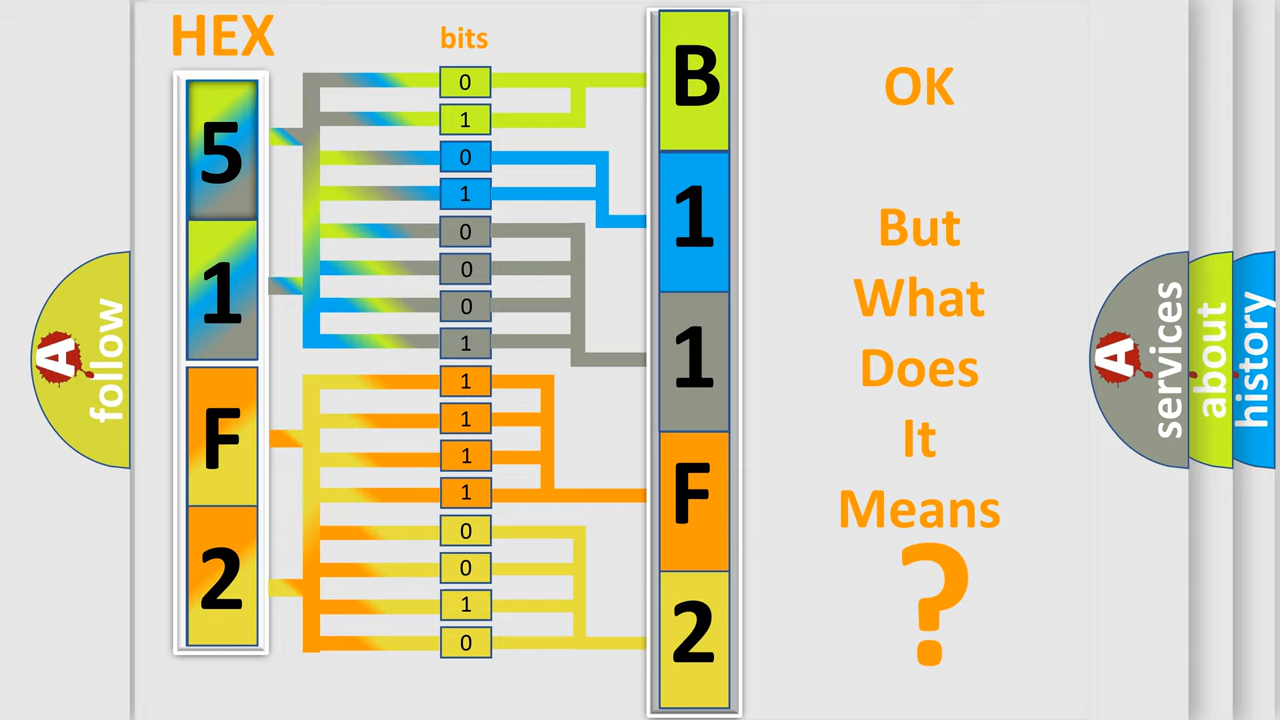 HEX
bits
5
1
F
2
0
1
0
1
0
0
0
1
1
1
1
1
0
0
1
0
B
1
1
F
2
OK
But
What
Does
It
Means
?
A
follow
A
services
about
history